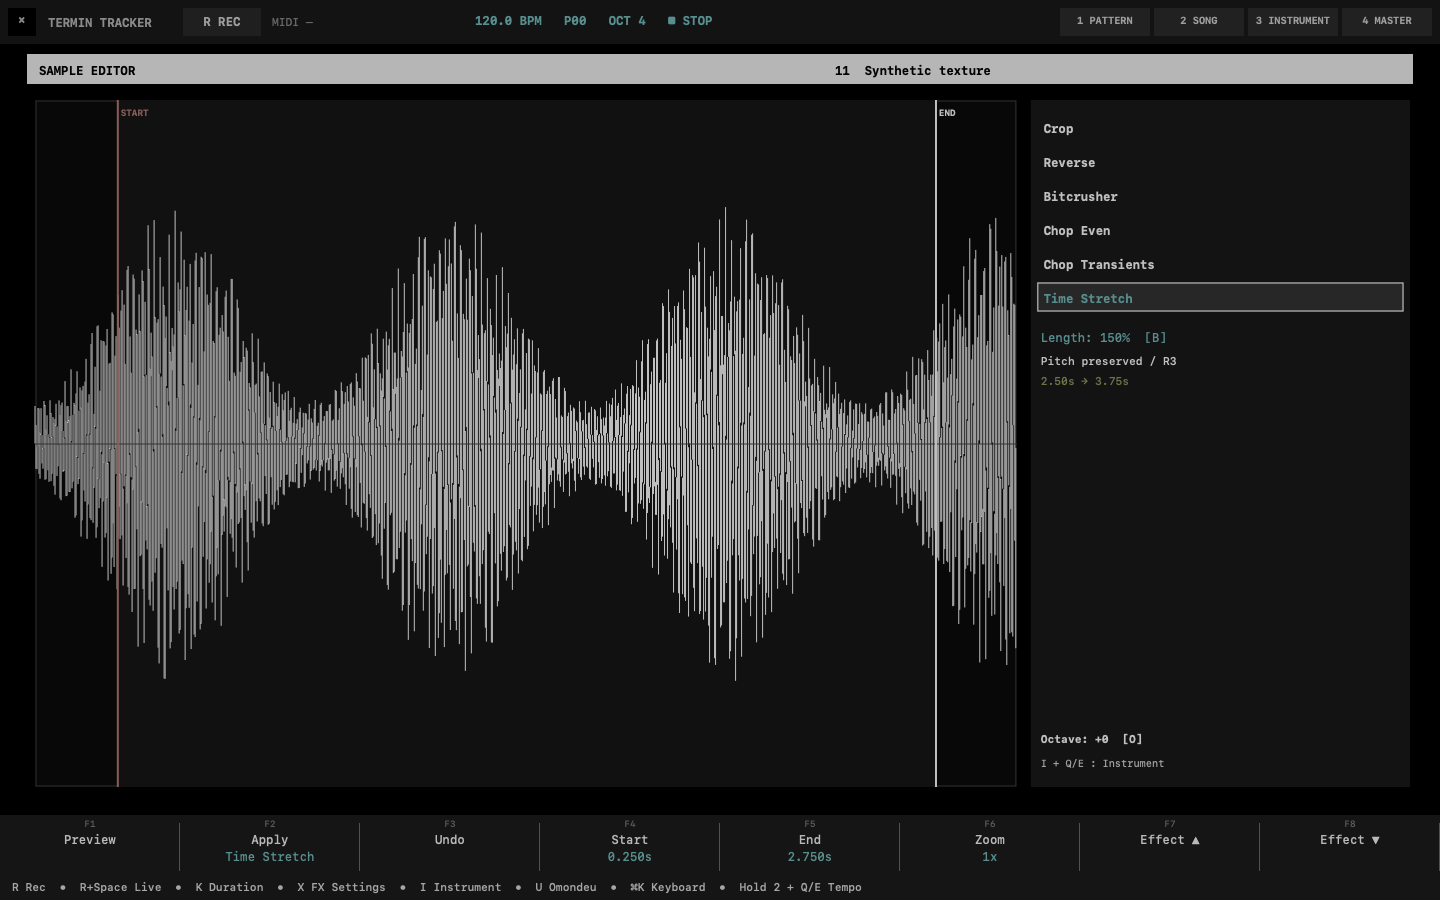 × TERMIN TRACKER R REC MIDI — 120.0 BPM P00 OCT 4 ■ STOP 1 PATTERN 2 SONG 3 INSTRUMENT 4 MASTER
SAMPLE EDITOR 11 Synthetic texture
START END
Crop
Reverse
Bitcrusher
Chop Even
Chop Transients
Time Stretch
Length: 150% [B]
Pitch preserved / R3
2.50s → 3.75s
Octave: +0 [O]
I + Q/E : Instrument
F1 F2 F3 F4 F5 F6 F7 F8
Preview Apply Undo Start End Zoom Effect ▲ Effect ▼
Time Stretch 0.250s 2.750s 1x
R Rec • R+Space Live • K Duration • X FX Settings • I Instrument • U Omondeu • ⌘K Keyboard • Hold 2 + Q/E Tempo